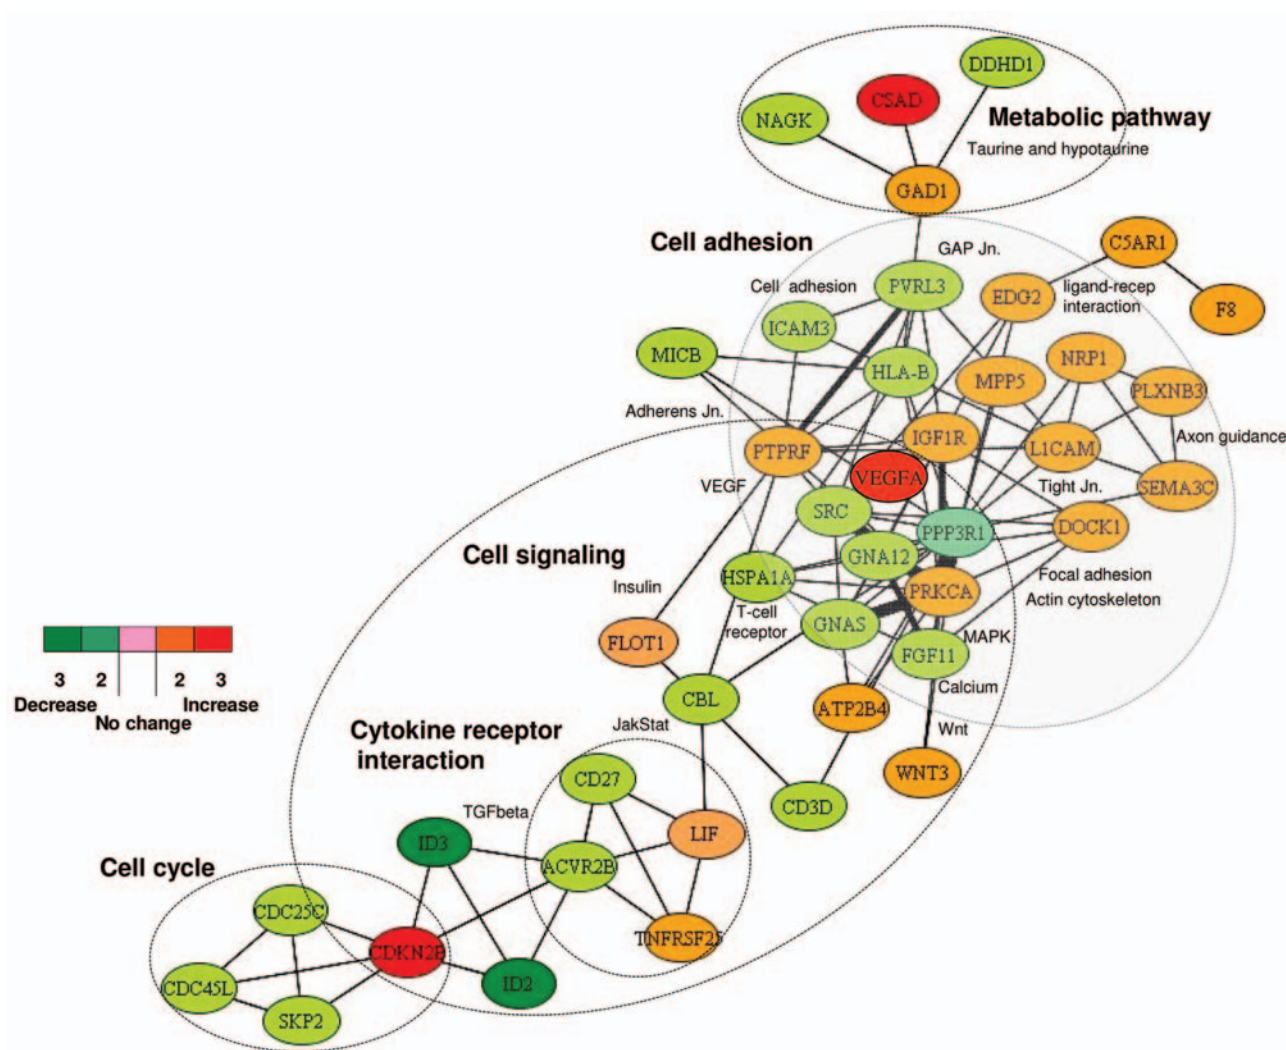 DDHD1
CSAD
NAGK
Metabolic pathway
Taurine and hypotaurine
GAD1
Cell adhesion
GAP Jn.
C5AR1
Cell adhesion
PVRL3
EDG2
ligand-recep
interaction
F8
ICAM3
MICB
HLA-B
MPP5
NRP1
PLXNB3
Adherens Jn.
PTPRF
IGF1R
L1CAM
Axon guidance
VEGF
VEGFA
Tight Jn.
SEMA3C
SRC
PPP3R1
DOCK1
Cell signaling
GNA12
HSPA1A
Focal adhesion
Insulin
T-cell
receptor
PRKCA
Actin cytoskeleton
GNAS
MAPK
FLOT1
FGF11
3
2
2
3
Decrease
Increase
No change
CBL
Calcium
ATP2B4
JakStat
Wnt
Cytokine receptor
interaction
CD27
WNT3
CD3D
TGFbeta
LIF
ID3
Cell cycle
ACVR2B
CDC25C
TNFRSF25
CDKN2B
CDC45L
ID2
SKP2